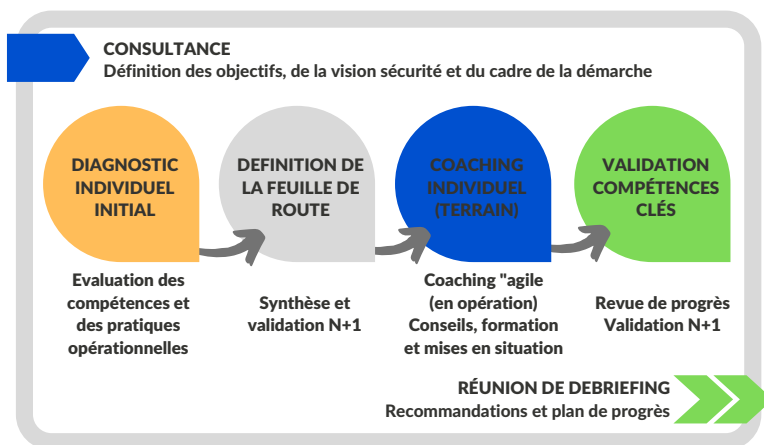 CONSULTANCE
Définition des objectifs, de la vision sécurité et du cadre de la démarche
DIAGNOSTIC
INDIVIDUEL
INITIAL
Evaluation des
compétences et
des pratiques
opérationnelles
DEFINITION DE
LA FEUILLE DE
ROUTE
Synthèse et
validation N+1
COACHING
INDIVIDUEL
(TERRAIN)
Coaching "agile
(en opération)
Conseils, formation
et mises en situation
VALIDATION
COMPÉTENCES
CLÉS
Revue de progrès
Validation N+1
RÉUNION DE DEBRIEFING
Recommandations et plan de progrès